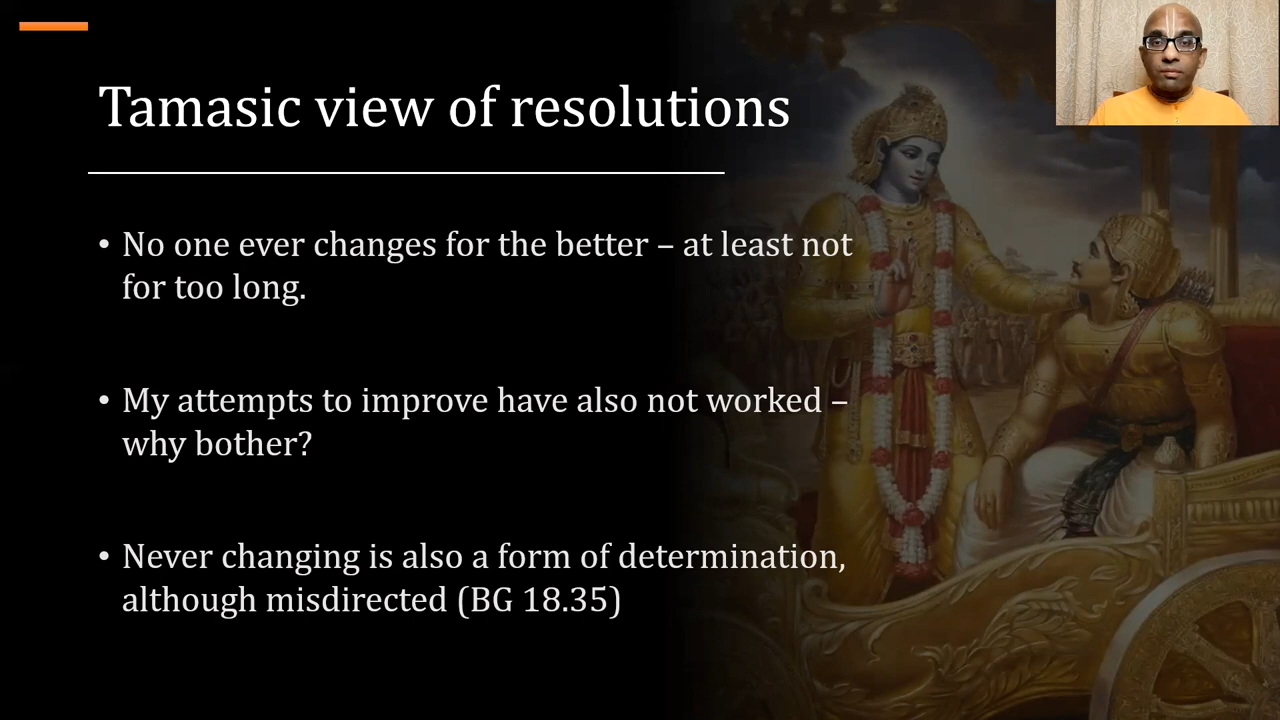 Tamasic view of resolutions
• No one ever changes for the better – at least not
for too long.
• My attempts to improve have also not worked –
why bother?
• Never changing is also a form of determination,
although misdirected (BG 18.35)